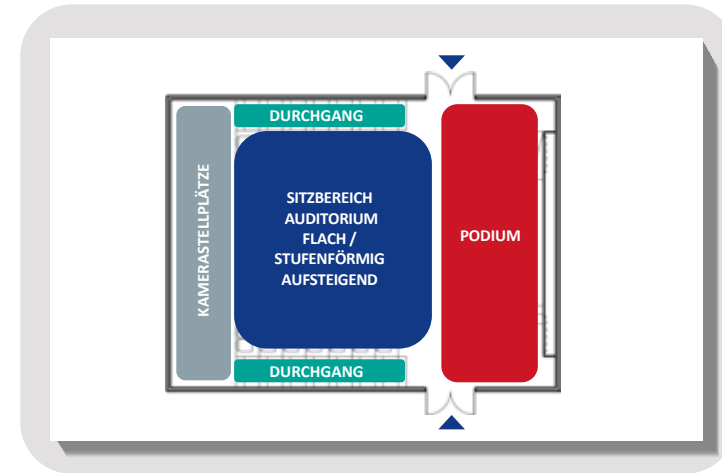 DURCHGANG
KAMERASTELLPLÄTZE
SITZBEREICH
AUDITORIUM
FLACH /
STUFENFÖRMIG
AUFSTEIGEND
PODIUM
DURCHGANG